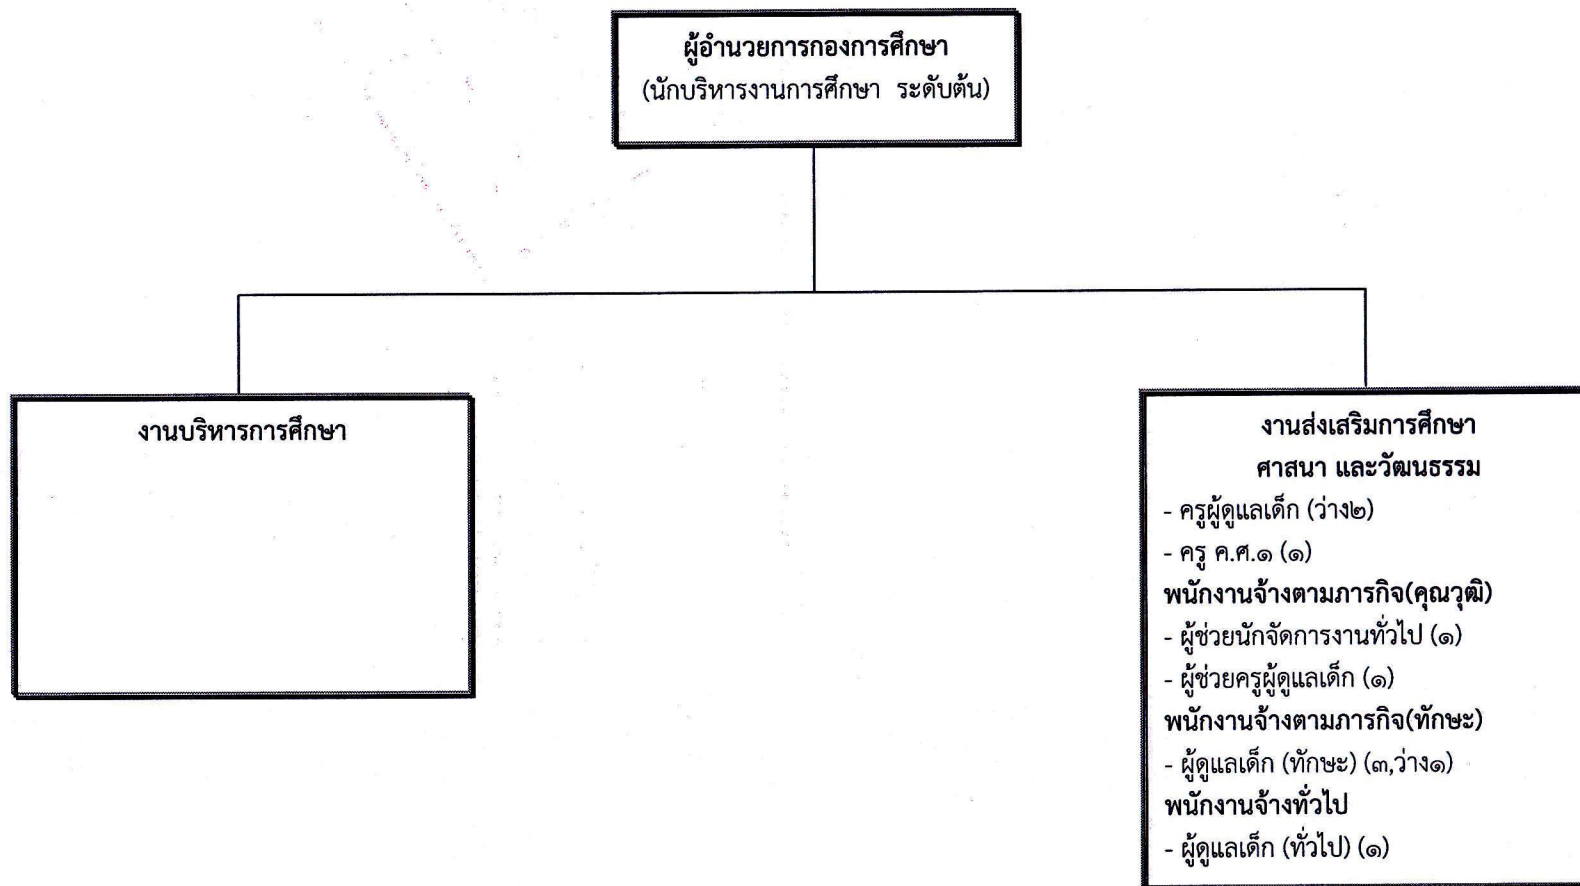 ผู้อำนวยการกองการศึกษา
(นักบริหารงานการศึกษา ระดับต้น)
งานบริหารการศึกษา
งานส่งเสริมการศึกษา
ศาสนา และวัฒนธรรม
- ครูผู้ดูแลเด็ก (ว่าง๒)
- ครู ค.ศ.๑ (๑)
พนักงานจ้างตามภารกิจ(คุณวุฒิ)
- ผู้ช่วยนักจัดการงานทั่วไป (๑)
- ผู้ช่วยครูผู้ดูแลเด็ก (๑)
พนักงานจ้างตามภารกิจ(ทักษะ)
- ผู้ดูแลเด็ก (ทักษะ) (๓,ว่าง๑)
พนักงานจ้างทั่วไป
- ผู้ดูแลเด็ก (ทั่วไป) (๑)